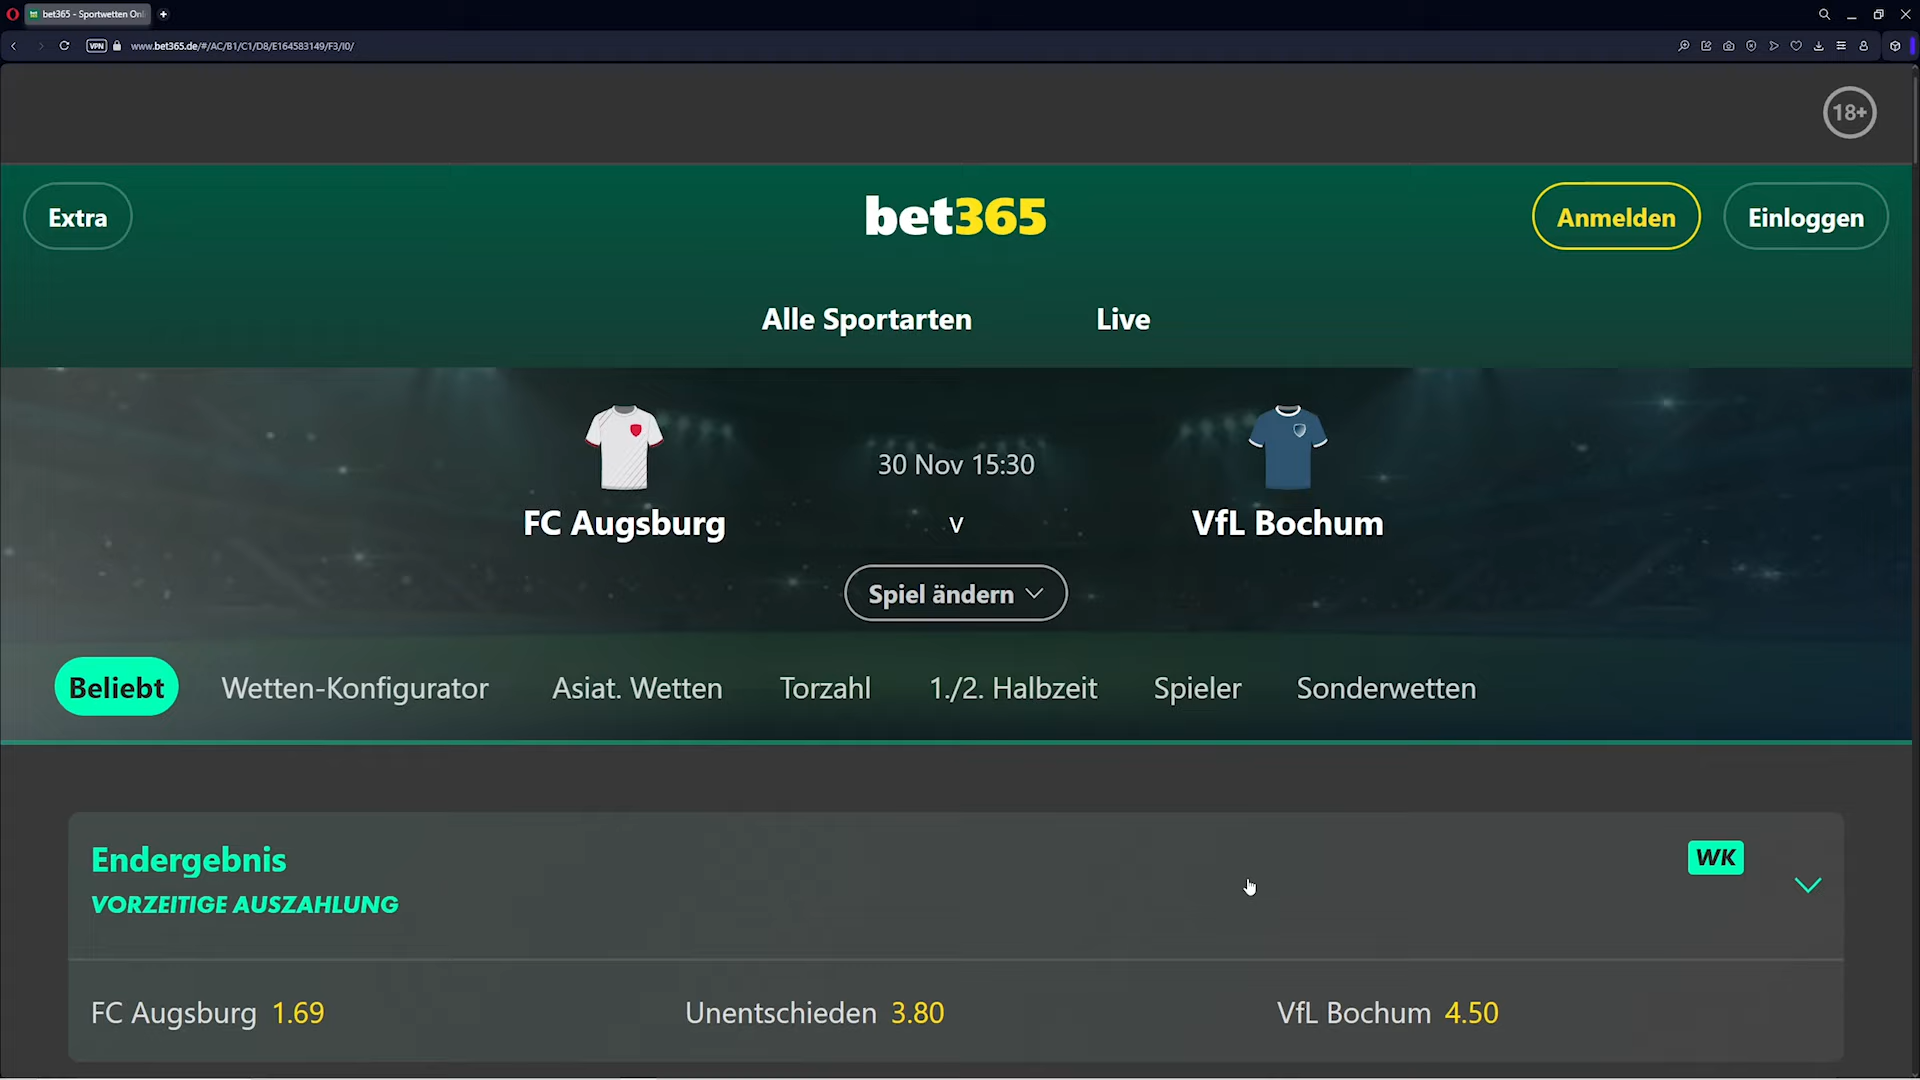 bet365 - Sportwetten Onl
VPN
www.bet365.de/#/AC/B1/C1/D8/E164583149/F3/I0/
18+
Extra
bet365
Anmelden
Einloggen
Alle Sportarten
Live
30 Nov 15:30
FC Augsburg
v
VfL Bochum
Spiel ändern
Beliebt
Wetten-Konfigurator
Asiat. Wetten
Torzahl
1./2. Halbzeit
Spieler
Sonderwetten
Endergebnis
WK
VORZEITIGE AUSZAHLUNG
FC Augsburg 1.69
Unentschieden 3.80
VfL Bochum 4.50